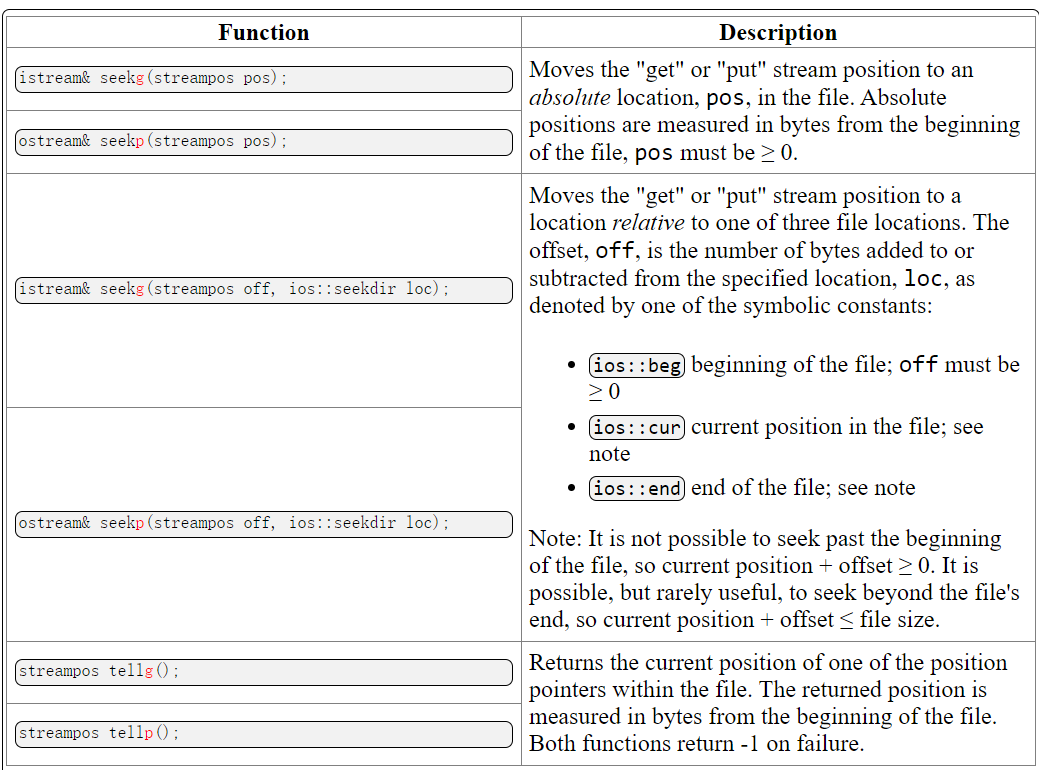 Function
Description
istream& seekg(streampos pos);
ostream& seekp(streampos pos);
Moves the "get" or "put" stream position to an
absolute location, pos, in the file. Absolute
positions are measured in bytes from the beginning
of the file, pos must be ≥ 0.
istream& seekg(streampos off, ios::seekdir loc);
ostream& seekp(streampos off, ios::seekdir loc);
Moves the "get" or "put" stream position to a
location relative to one of three file locations. The
offset, off, is the number of bytes added to or
subtracted from the specified location, loc, as
denoted by one of the symbolic constants:
• ios::beg beginning of the file; off must be
≥ 0
• ios::cur current position in the file; see
note
• ios::end end of the file; see note
Note: It is not possible to seek past the beginning
of the file, so current position + offset ≥ 0. It is
possible, but rarely useful, to seek beyond the file's
end, so current position + offset ≤ file size.
streampos tellg();
streampos tellp();
Returns the current position of one of the position
pointers within the file. The returned position is
measured in bytes from the beginning of the file.
Both functions return -1 on failure.